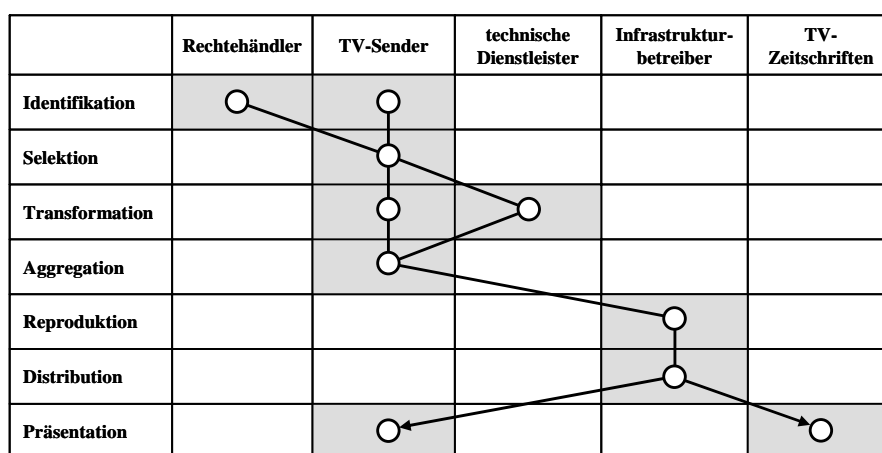 Rechtehändler
TV-Sender
technische
Dienstleister
Infrastruktur-
betreiber
TV-
Zeitschriften
Identifikation
Selektion
Transformation
Aggregation
Reproduktion
Distribution
Präsentation